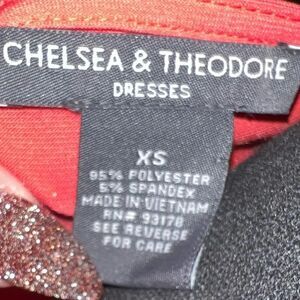 CHELSEA & THEODORE
DRESSES
XS
95% POLYESTER
5% SPANDEX
MADE IN VIETNAM
RN# 93178
SEE REVERSE
FOR CARE